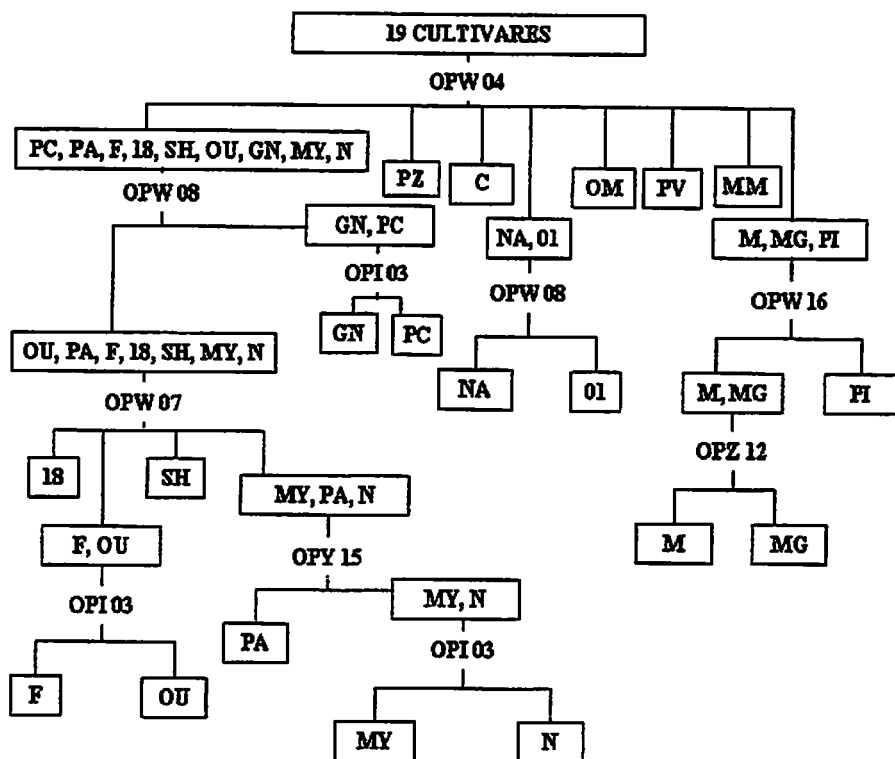 19 CULTIVARES
OPW 04
PC, PA, F, 18, SH, OU, GN, MY, N
PZ
C
OM
PV
MM
OPW 08
GN, PC
NA, 01
M, MG, PI
OPI 03
OPW 08
OPW 16
GN
PC
OU, PA, F, 18, SH, MY, N
NA
01
M, MG
PI
OPW 07
OPZ 12
18
SH
MY, PA, N
F, OU
M
MG
OPY 15
OPI 03
MY, N
PA
OPI 03
F
OU
MY
N